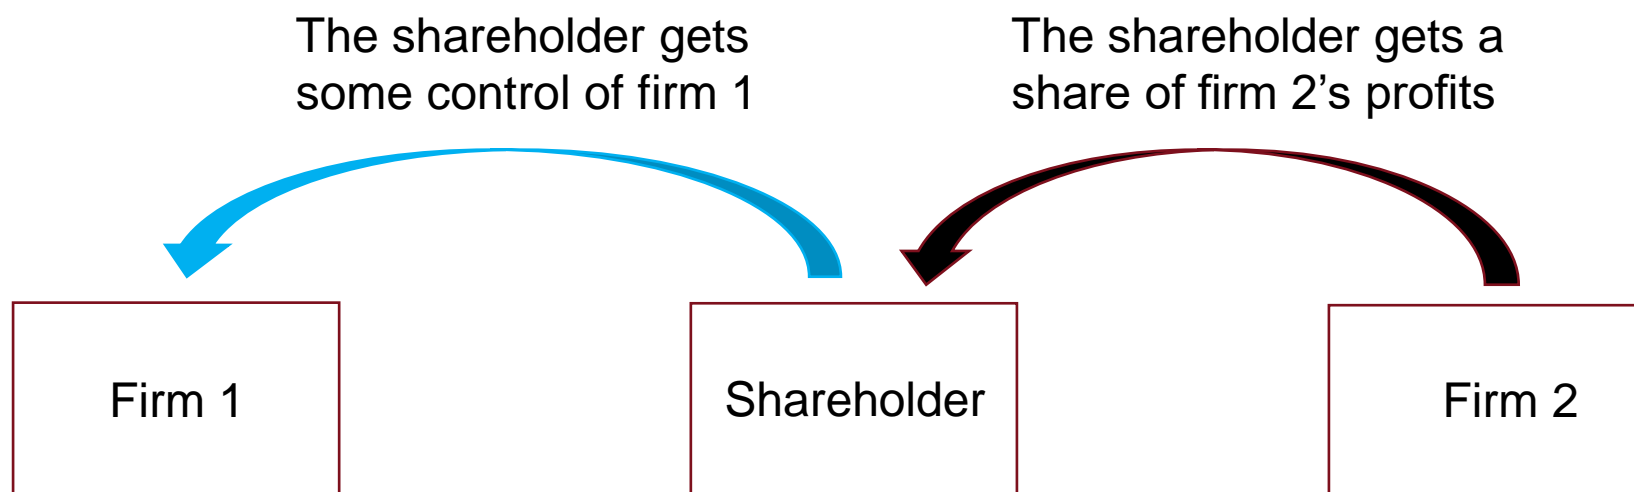 The shareholder gets
some control of firm 1
The shareholder gets a
share of firm 2’s profits
Firm 1
Shareholder
Firm 2